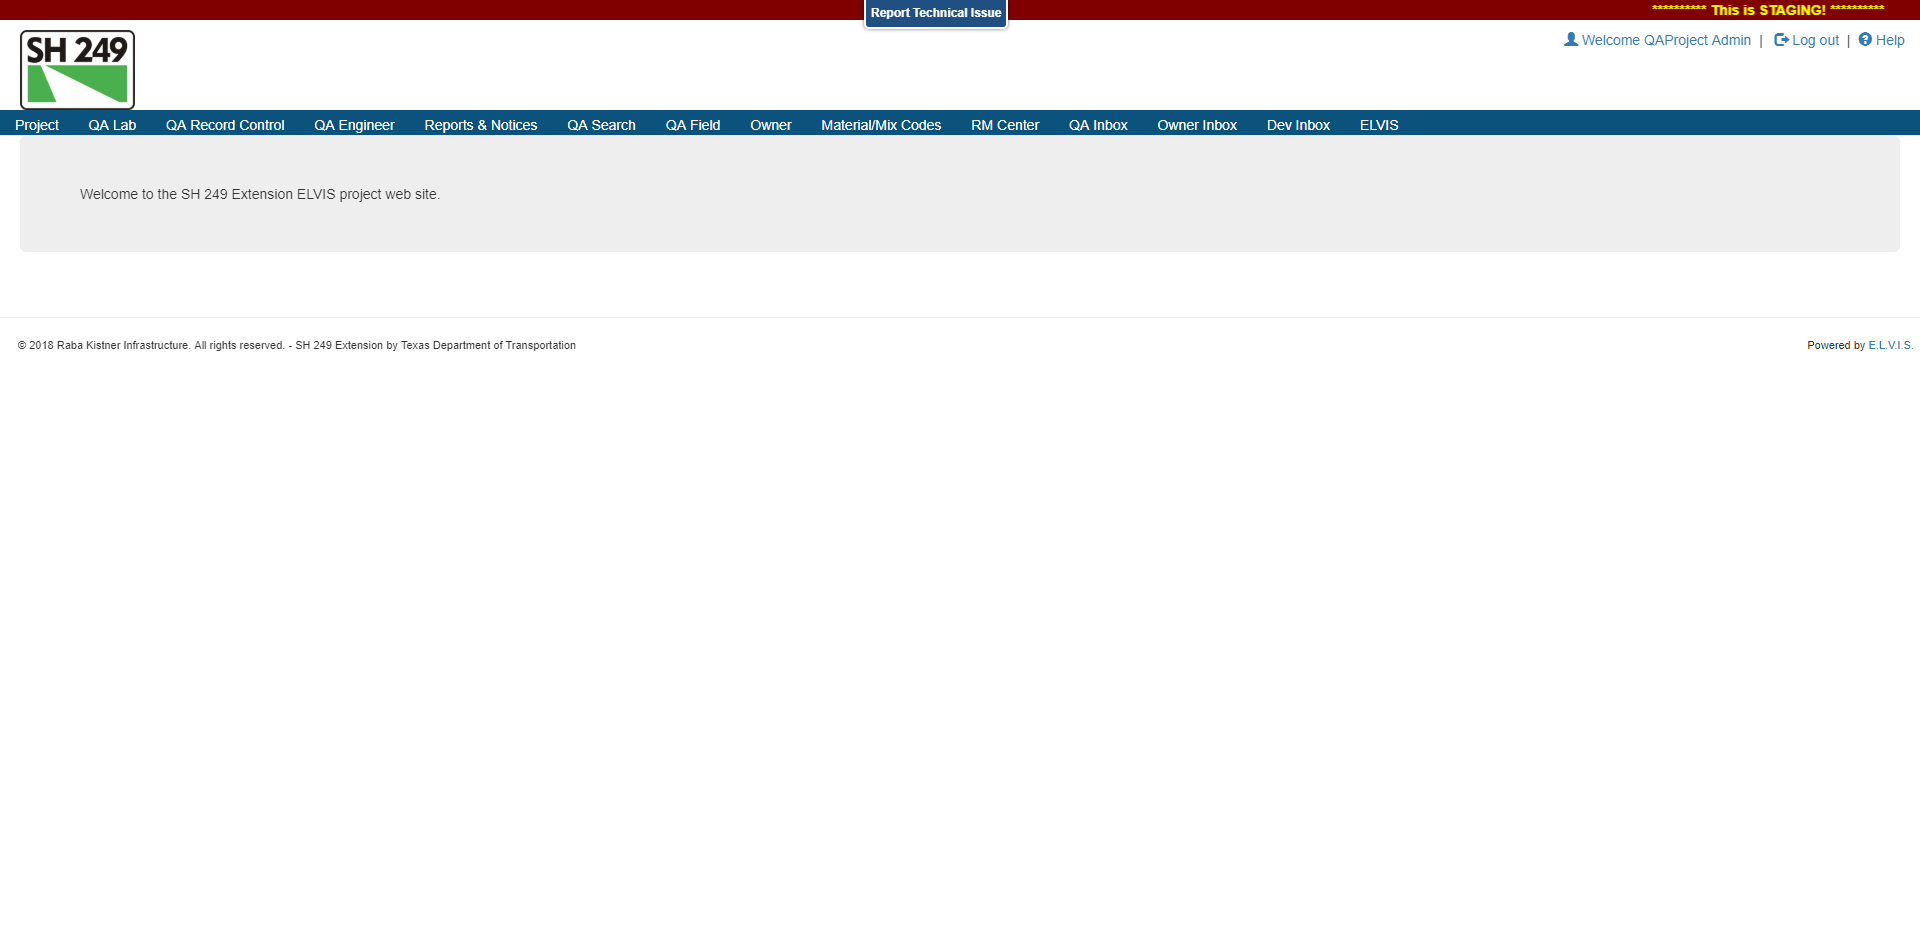 Report Technical Issue
********** This is STAGING! **********
SH 249
Welcome QAProject Admin | Log out | Help
Project QA Lab QA Record Control QA Engineer Reports & Notices QA Search QA Field Owner Material/Mix Codes RM Center QA Inbox Owner Inbox Dev Inbox ELVIS
Welcome to the SH 249 Extension ELVIS project web site.
© 2018 Raba Kistner Infrastructure. All rights reserved. - SH 249 Extension by Texas Department of Transportation
Powered by E.L.V.I.S.